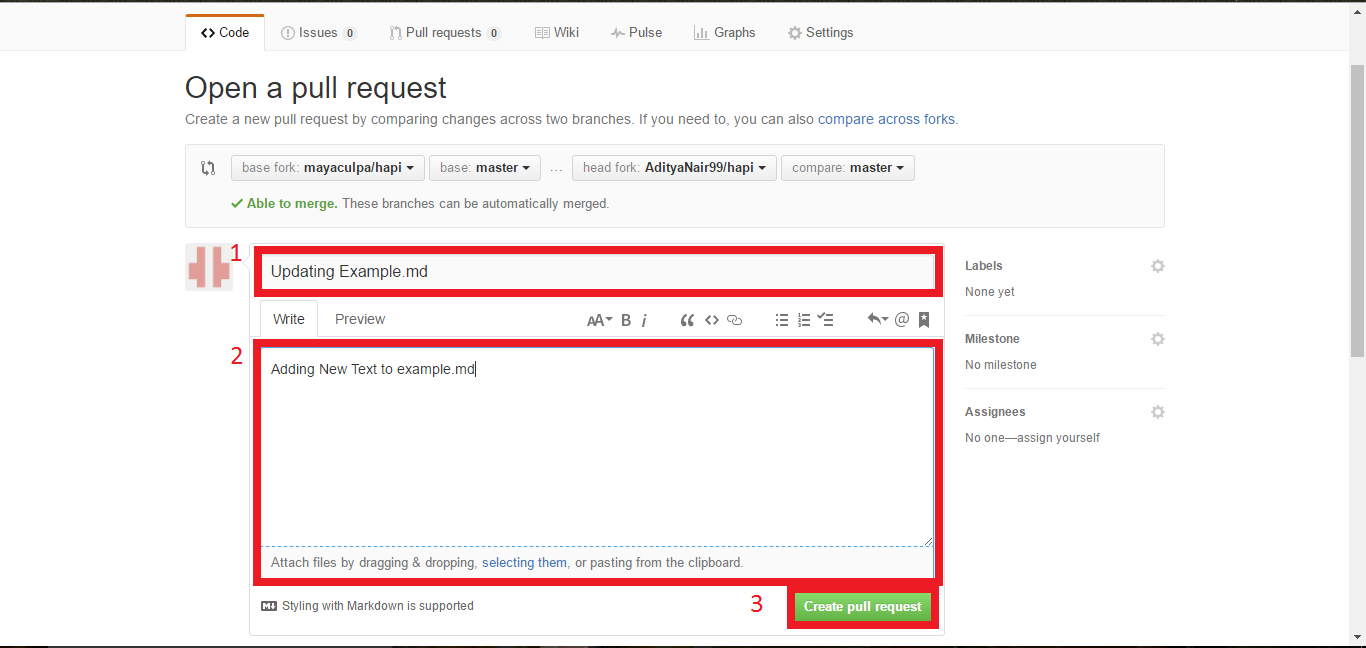 Code Issues 0 Pull requests 0 Wiki Pulse Graphs Settings
Open a pull request
Create a new pull request by comparing changes across two branches. If you need to, you can also compare across forks.
base fork: mayaculpa/hapi base: master ... head fork: AdityaNair99/hapi compare: master
Able to merge. These branches can be automatically merged.
1
Updating Example.md
Write Preview AA B i @
2
Adding New Text to example.md
Attach files by dragging & dropping, selecting them, or pasting from the clipboard.
Styling with Markdown is supported
3
Create pull request
Labels
None yet
Milestone
No milestone
Assignees
No one—assign yourself